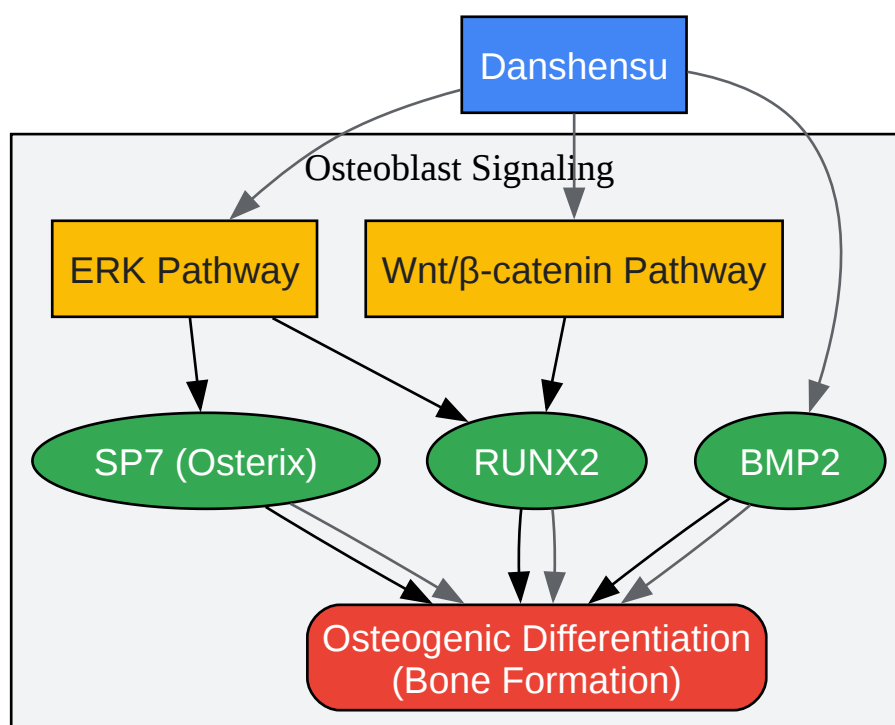 Danshensu
Osteoblast Signaling
ERK Pathway
Wnt/β-catenin Pathway
SP7 (Osterix)
RUNX2
BMP2
Osteogenic Differentiation
(Bone Formation)